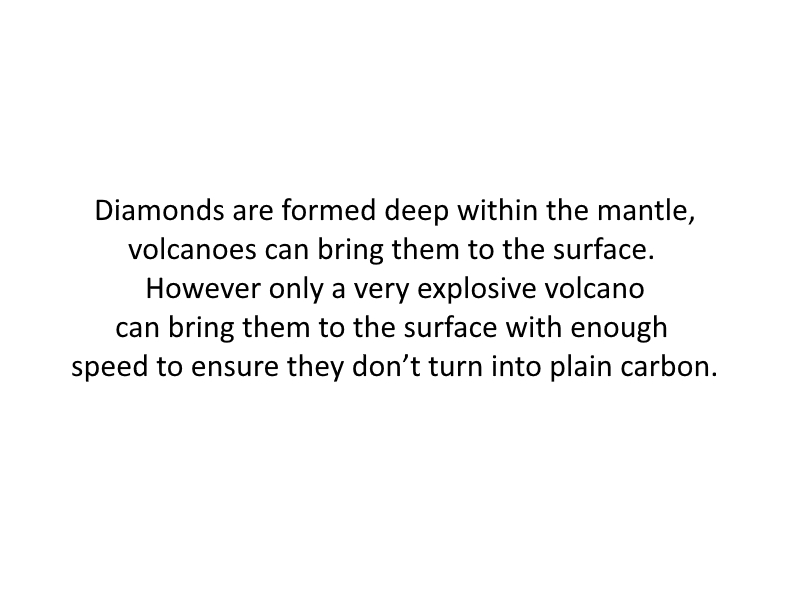 Diamonds are formed deep within the mantle,
volcanoes can bring them to the surface.
However only a very explosive volcano
can bring them to the surface with enough
speed to ensure they don’t turn into plain carbon.